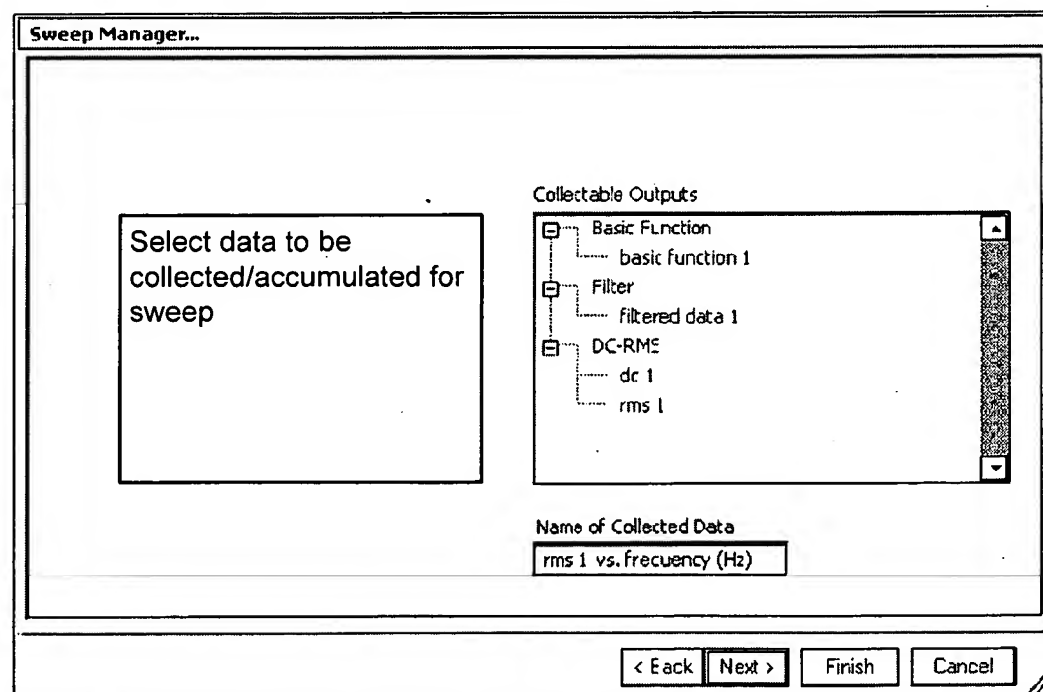 Sweep Manager...
Select data to be
collected/accumulated for
sweep
Collectable Outputs
Basic Function
basic function 1
Filter
filtered data 1
DC-RMS
dc 1
rms 1
Name of Collected Data
rms 1 vs. frecuency (Hz)
< Eack
Next >
Finish
Cancel